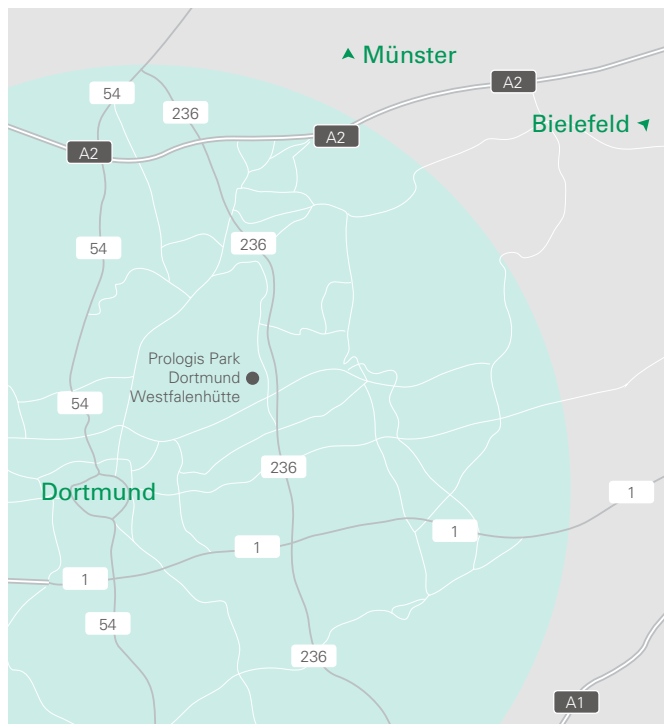 Münster
A2
54
236
Bielefeld
A2
A2
236
54
Prologis Park
Dortmund
Westfalenhütte
54
236
Dortmund
1
1
1
1
54
236
A1